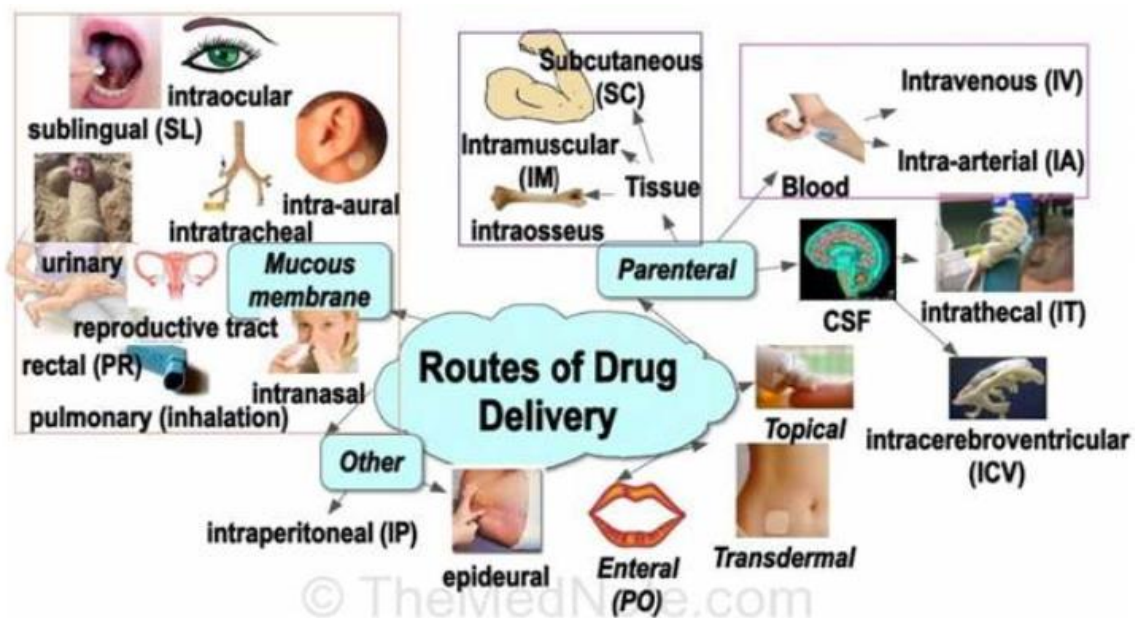 intraocular
sublingual (SL)
intra-aural
intratracheal
urinary
Mucous
membrane
reproductive tract
rectal (PR)
intranasal
pulmonary (inhalation)
Subcutaneous
(SC)
Intramuscular
(IM)
Tissue
intraosseus
Intravenous (IV)
Intra-arterial (IA)
Blood
Parenteral
CSF
intrathecal (IT)
intracerebroventricular
(ICV)
Routes of Drug
Delivery
Topical
Transdermal
Enteral
(PO)
Other
intraperitoneal (IP)
epideural
© TheMedNote.com